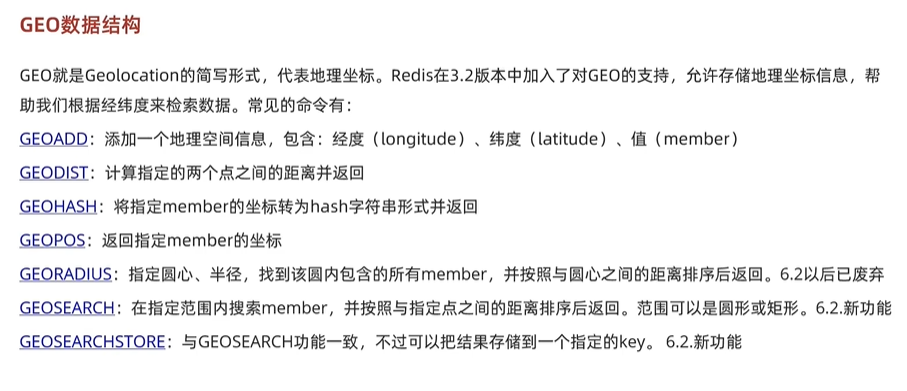 GEO数据结构
GEO就是Geolocation的简写形式，代表地理坐标。Redis在3.2版本中加入了对GEO的支持，允许存储地理坐标信息，帮
助我们根据经纬度来检索数据。常见的命令有：
GEOADD：添加一个地理空间信息，包含：经度（longitude）、纬度（latitude）、值（member）
GEODIST：计算指定的两个点之间的距离并返回
GEOHASH：将指定member的坐标转为hash字符串形式并返回
GEOPOS：返回指定member的坐标
GEORADIUS：指定圆心、半径，找到该圆内包含的所有member，并按照与圆心之间的距离排序后返回。6.2以后已废弃
GEOSEARCH：在指定范围内搜索member，并按照与指定点之间的距离排序后返回。范围可以是圆形或矩形。6.2.新功能
GEOSEARCHSTORE：与GEOSEARCH功能一致，不过可以把结果存储到一个指定的key。 6.2.新功能